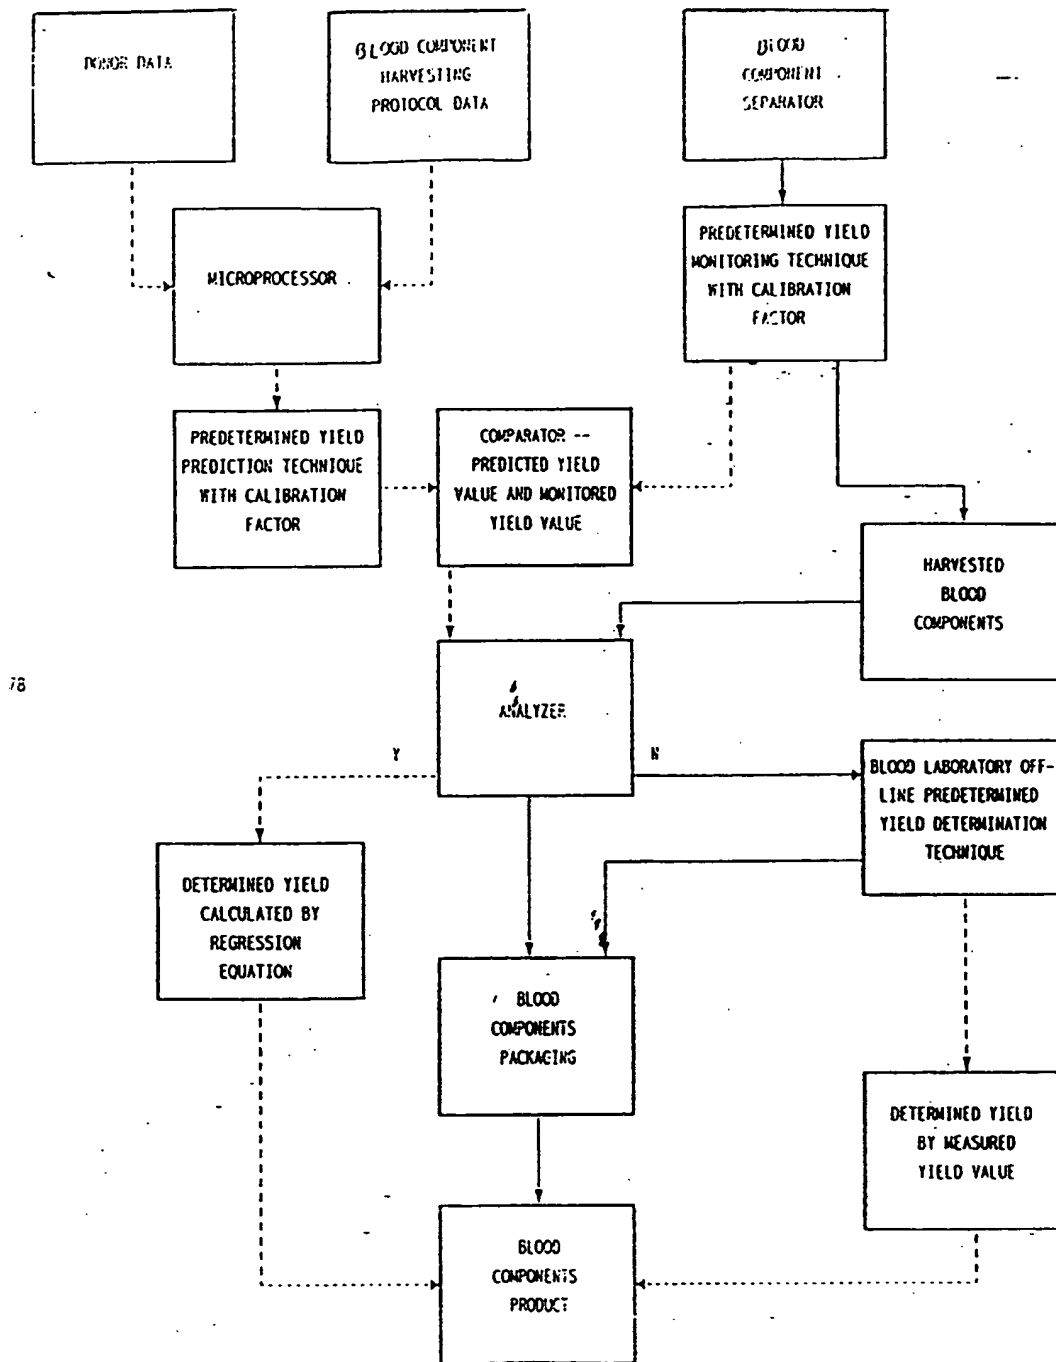 DONOR DATA
BLOOD COMPONENT
HARVESTING
PROTOCOL DATA
BLOOD
COMPONENT
SEPARATOR
MICROPROCESSOR
PREDETERMINED YIELD
MONITORING TECHNIQUE
WITH CALIBRATION
FACTOR
PREDETERMINED YIELD
PREDICTION TECHNIQUE
WITH CALIBRATION
FACTOR
COMPARATOR --
PREDICTED YIELD
VALUE AND MONITORED
YIELD VALUE
HARVESTED
BLOOD
COMPONENTS
78
ANALYZER
Y
N
BLOOD LABORATORY OFF-
LINE PREDETERMINED
YIELD DETERMINATION
TECHNIQUE
DETERMINED YIELD
CALCULATED BY
REGRESSION
EQUATION
BLOOD
COMPONENTS
PACKAGING
DETERMINED YIELD
BY MEASURED
YIELD VALUE
BLOOD
COMPONENTS
PRODUCT